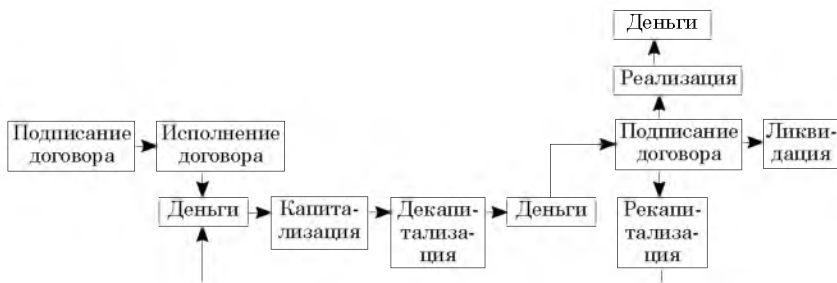 Деньги
Реализация
Подписание
договора
Исполнение
договора
Подписание
договора
Ликви-
дация
Деньги
Капита-
лизация
Декапи-
тализа-
ция
Деньги
Рекапи-
тализа-
ция